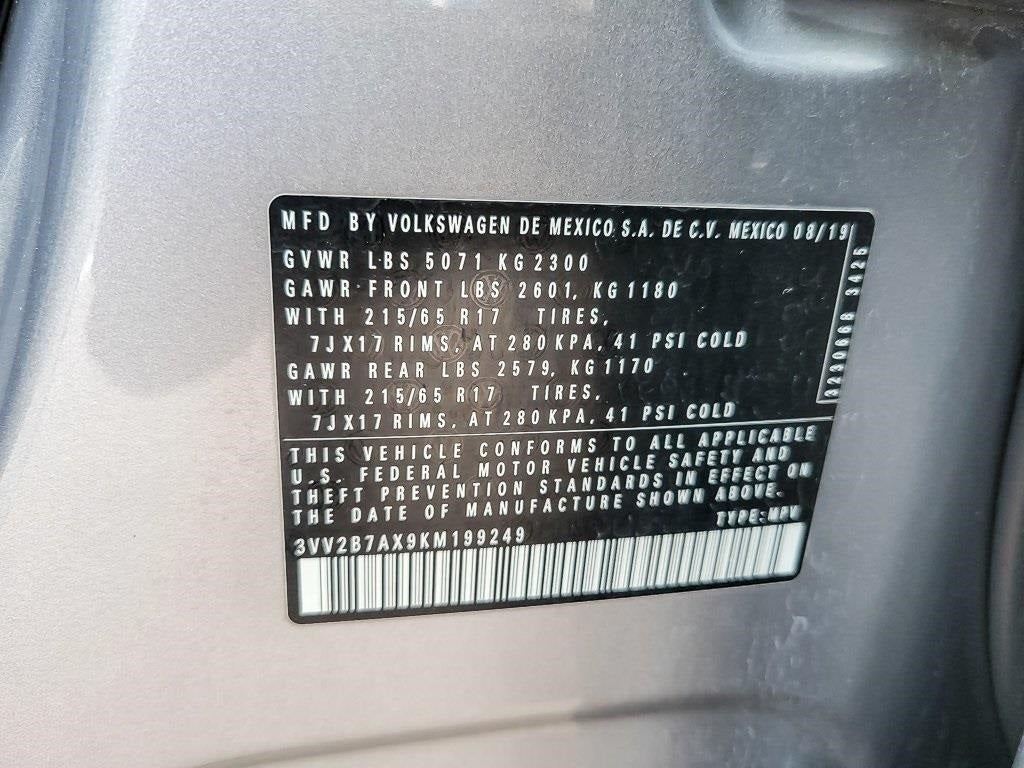 MFD BY VOLKSWAGEN DE MEXICO S.A. DE C.V. MEXICO 08/19
GVWR LBS 5071 KG 2300
GAWR FRONT LBS 2601, KG 1180
WITH 215/65 R17 TIRES,
7JX17 RIMS, AT 280 KPA, 41 PSI COLD
GAWR REAR LBS 2579, KG 1170
WITH 215/65 R17 TIRES,
7JX17 RIMS, AT 280 KPA, 41 PSI COLD
3230668 3425
THIS VEHICLE CONFORMS TO ALL APPLICABLE
U.S. FEDERAL MOTOR VEHICLE SAFETY AND
THEFT PREVENTION STANDARDS IN EFFECT ON
THE DATE OF MANUFACTURE SHOWN ABOVE.
TYPE:MPV
3VV2B7AX9KM199249